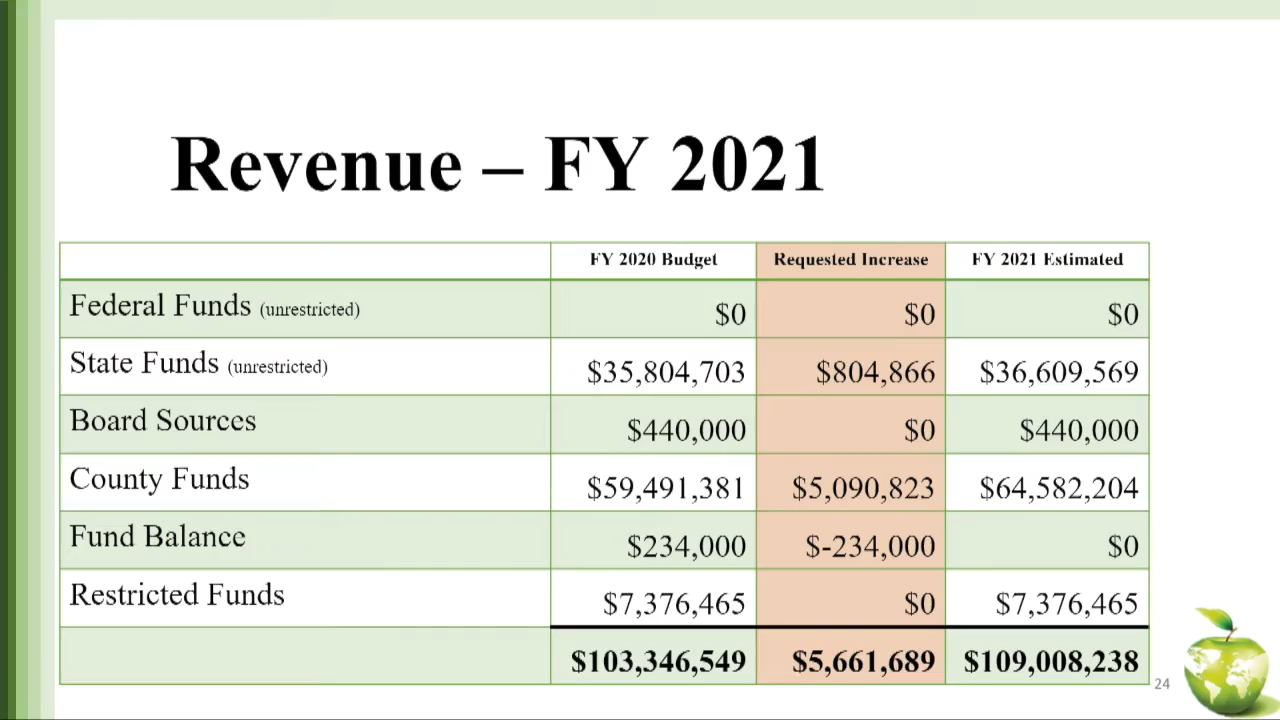 Revenue – FY 2021
FY 2020 Budget Requested Increase FY 2021 Estimated
Federal Funds (unrestricted) $0 $0 $0
State Funds (unrestricted) $35,804,703 $804,866 $36,609,569
Board Sources $440,000 $0 $440,000
County Funds $59,491,381 $5,090,823 $64,582,204
Fund Balance $234,000 $-234,000 $0
Restricted Funds $7,376,465 $0 $7,376,465
$103,346,549 $5,661,689 $109,008,238
24